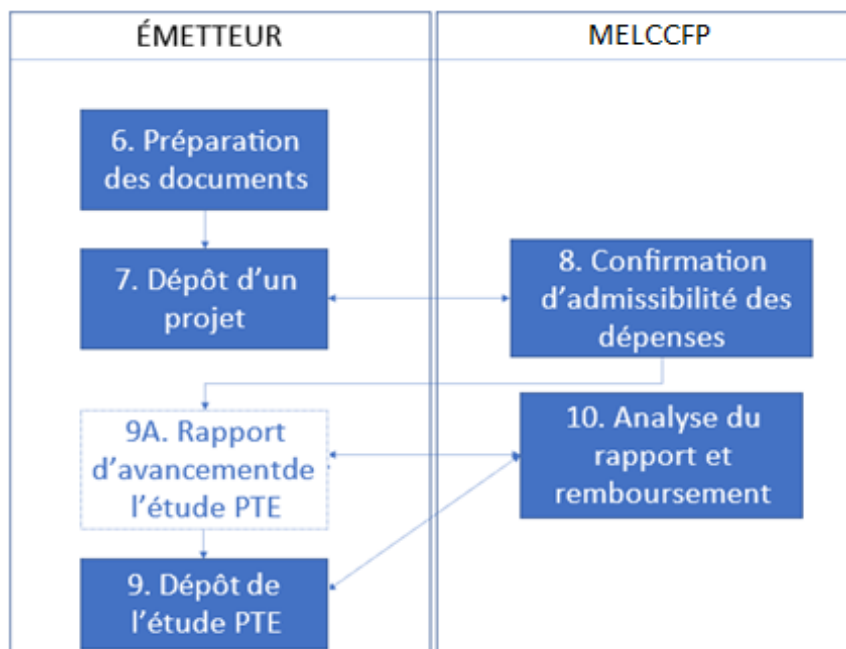 ÉMETTEUR
MELCCFP
6. Préparation
des documents
7. Dépôt d’un
projet
8. Confirmation
d’admissibilité des
dépenses
9A. Rapport
d’avancementde
l’étude PTE
10. Analyse du
rapport et
remboursement
9. Dépôt de
l’étude PTE